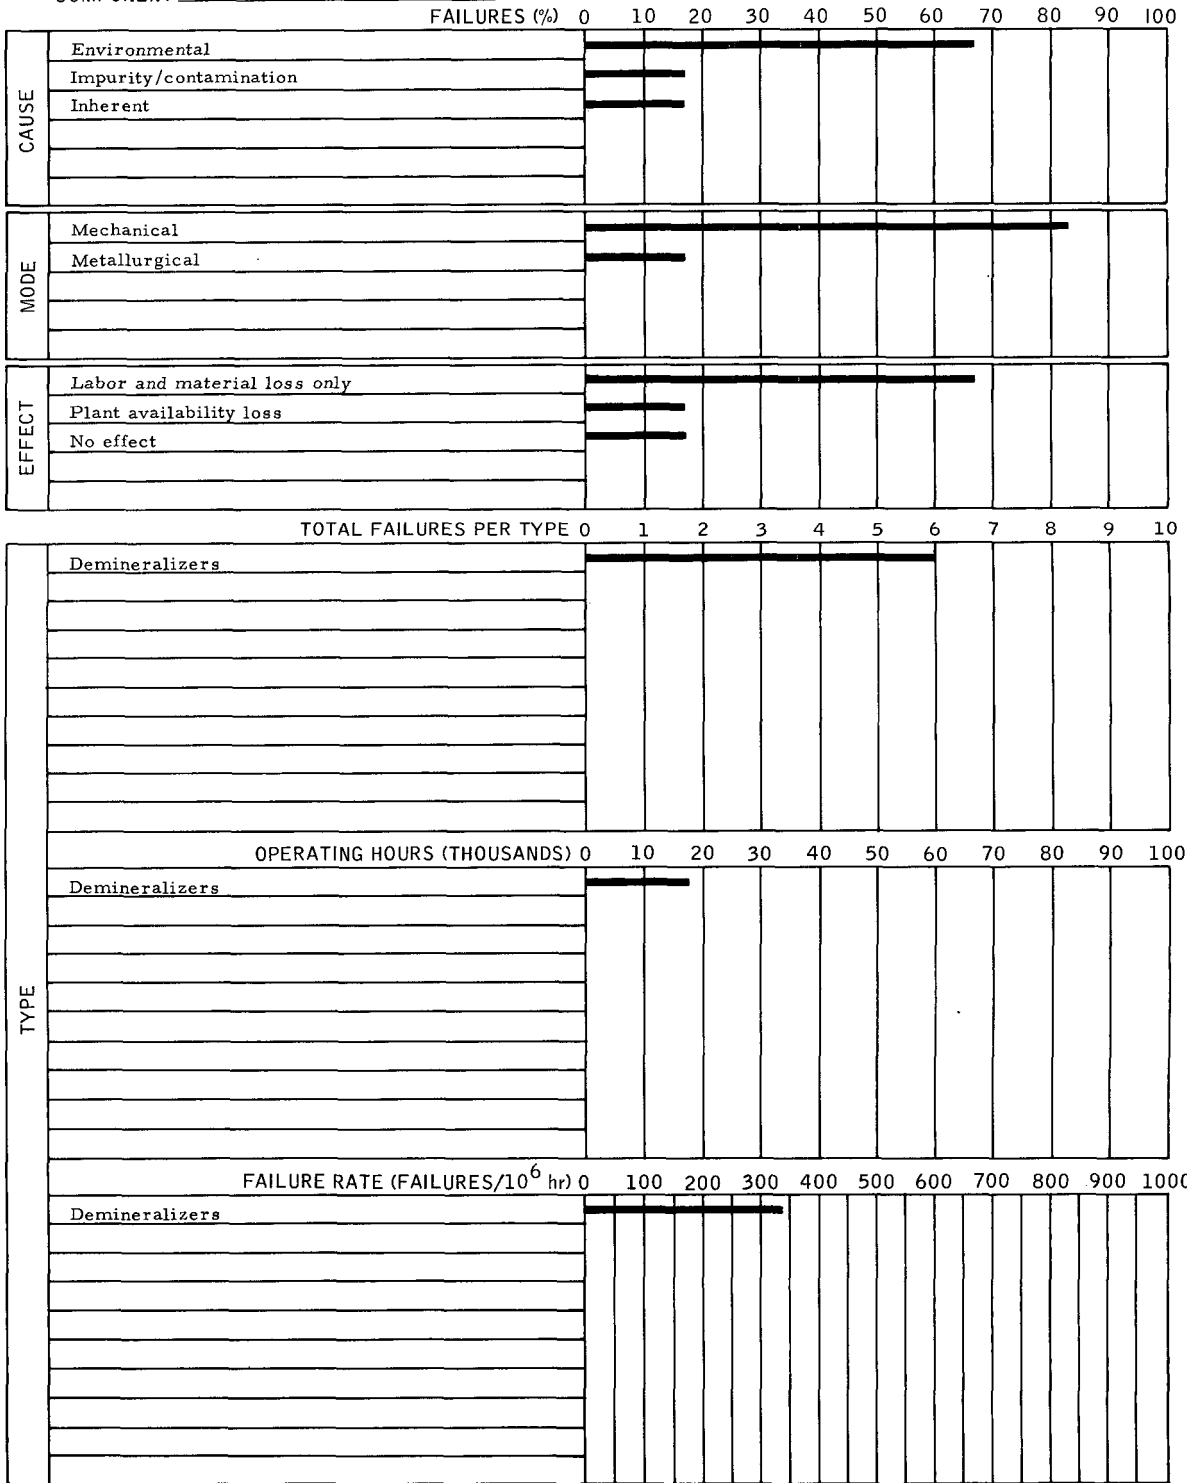 FAILURES (%) 0 10 20 30 40 50 60 70 80 90 100
CAUSE
Environmental
Impurity/contamination
Inherent
MODE
Mechanical
Metallurgical
EFFECT
Labor and material loss only
Plant availability loss
No effect
TOTAL FAILURES PER TYPE 0 1 2 3 4 5 6 7 8 9 10
TYPE
Demineralizers
OPERATING HOURS (THOUSANDS) 0 10 20 30 40 50 60 70 80 90 100
Demineralizers
FAILURE RATE (FAILURES/10⁶ hr) 0 100 200 300 400 500 600 700 800 900 1000
Demineralizers